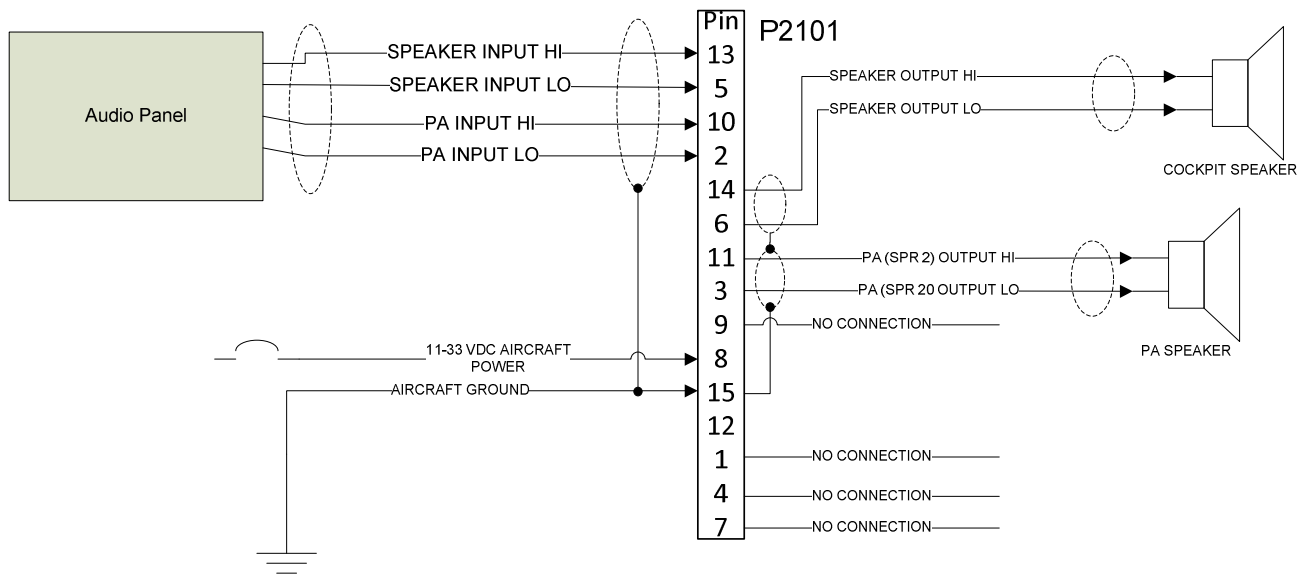 Audio Panel
SPEAKER INPUT HI
SPEAKER INPUT LO
PA INPUT HI
PA INPUT LO
11-33 VDC AIRCRAFT
POWER
AIRCRAFT GROUND
Pin
13
5
10
2
14
6
11
3
9
8
15
12
1
4
7
P2101
SPEAKER OUTPUT HI
SPEAKER OUTPUT LO
COCKPIT SPEAKER
PA (SPR 2) OUTPUT HI
PA (SPR 20 OUTPUT LO
NO CONNECTION
PA SPEAKER
NO CONNECTION
NO CONNECTION
NO CONNECTION